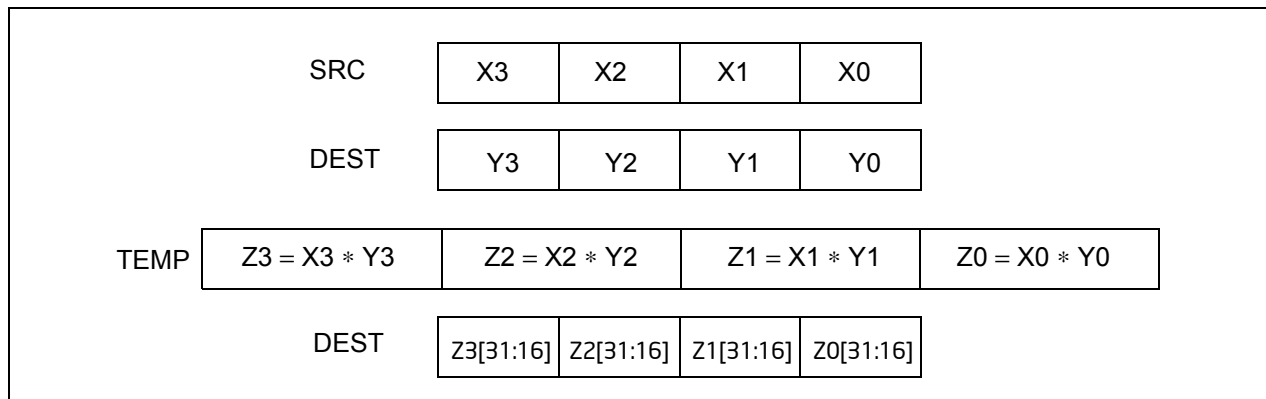 SRC X3 X2 X1 X0
DEST Y3 Y2 Y1 Y0
TEMP Z3 = X3 ∗ Y3 Z2 = X2 ∗ Y2 Z1 = X1 ∗ Y1 Z0 = X0 ∗ Y0
DEST Z3[31:16] Z2[31:16] Z1[31:16] Z0[31:16]